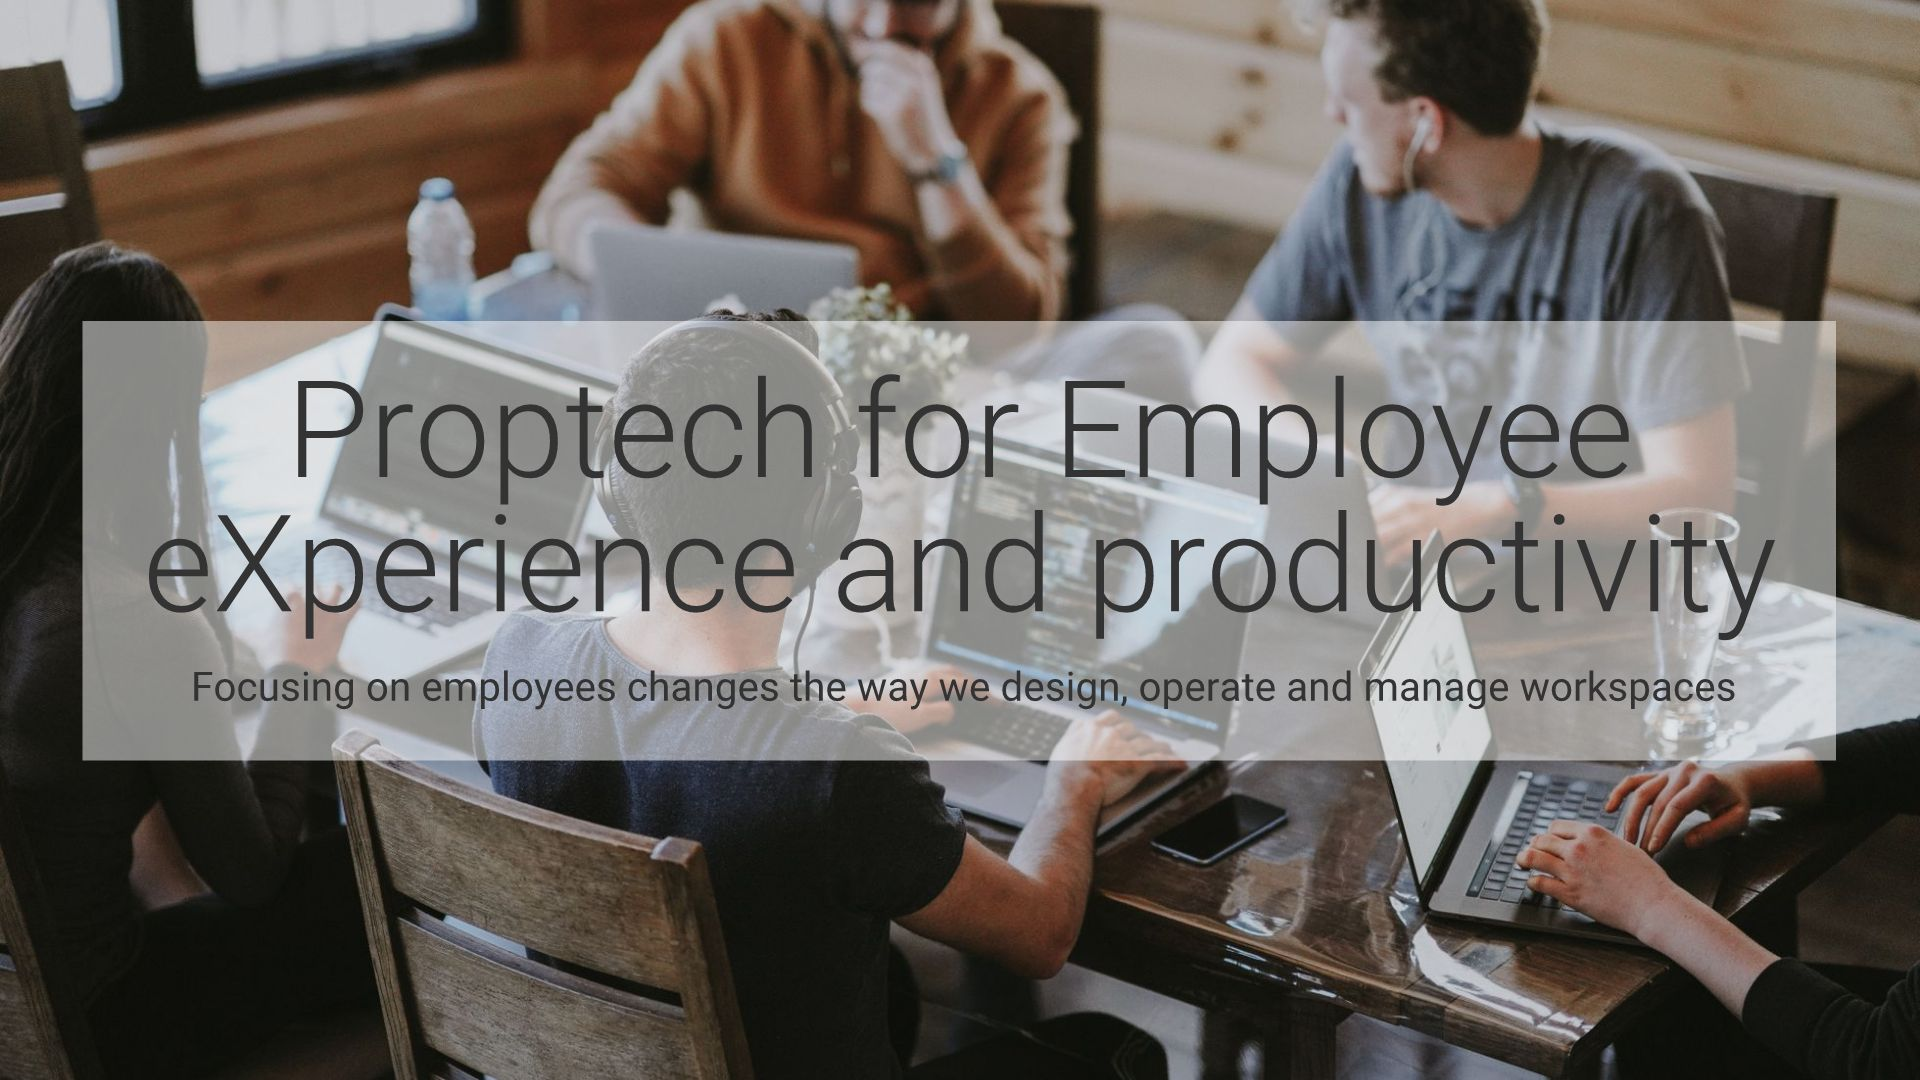 Proptech for Employee
eXperience and productivity
Focusing on employees changes the way we design, operate and manage workspaces